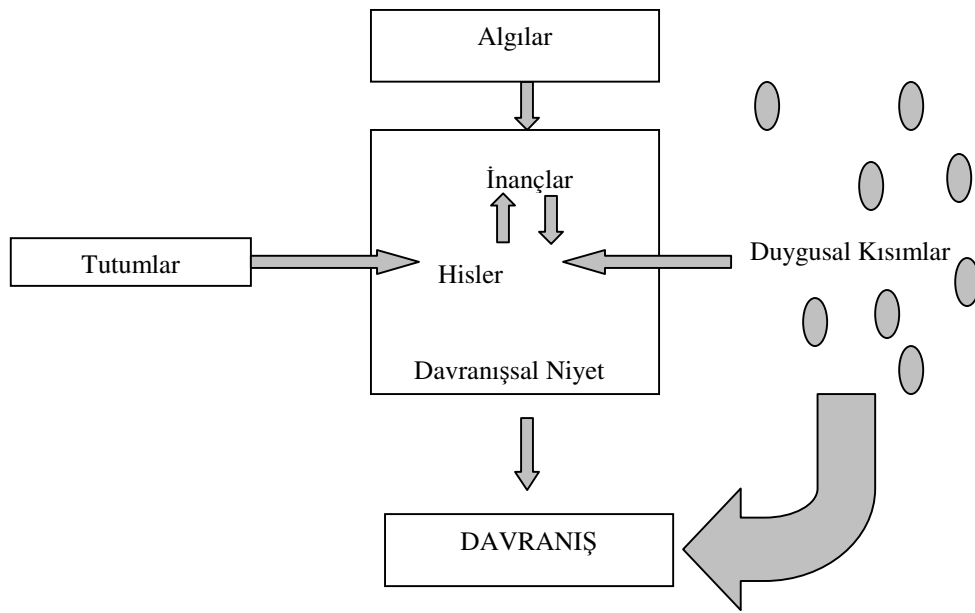 Algılar
İnançlar
Tutumlar
Hisler
Duygusal Kısımlar
Davranışsal Niyet
DAVRANIŞ